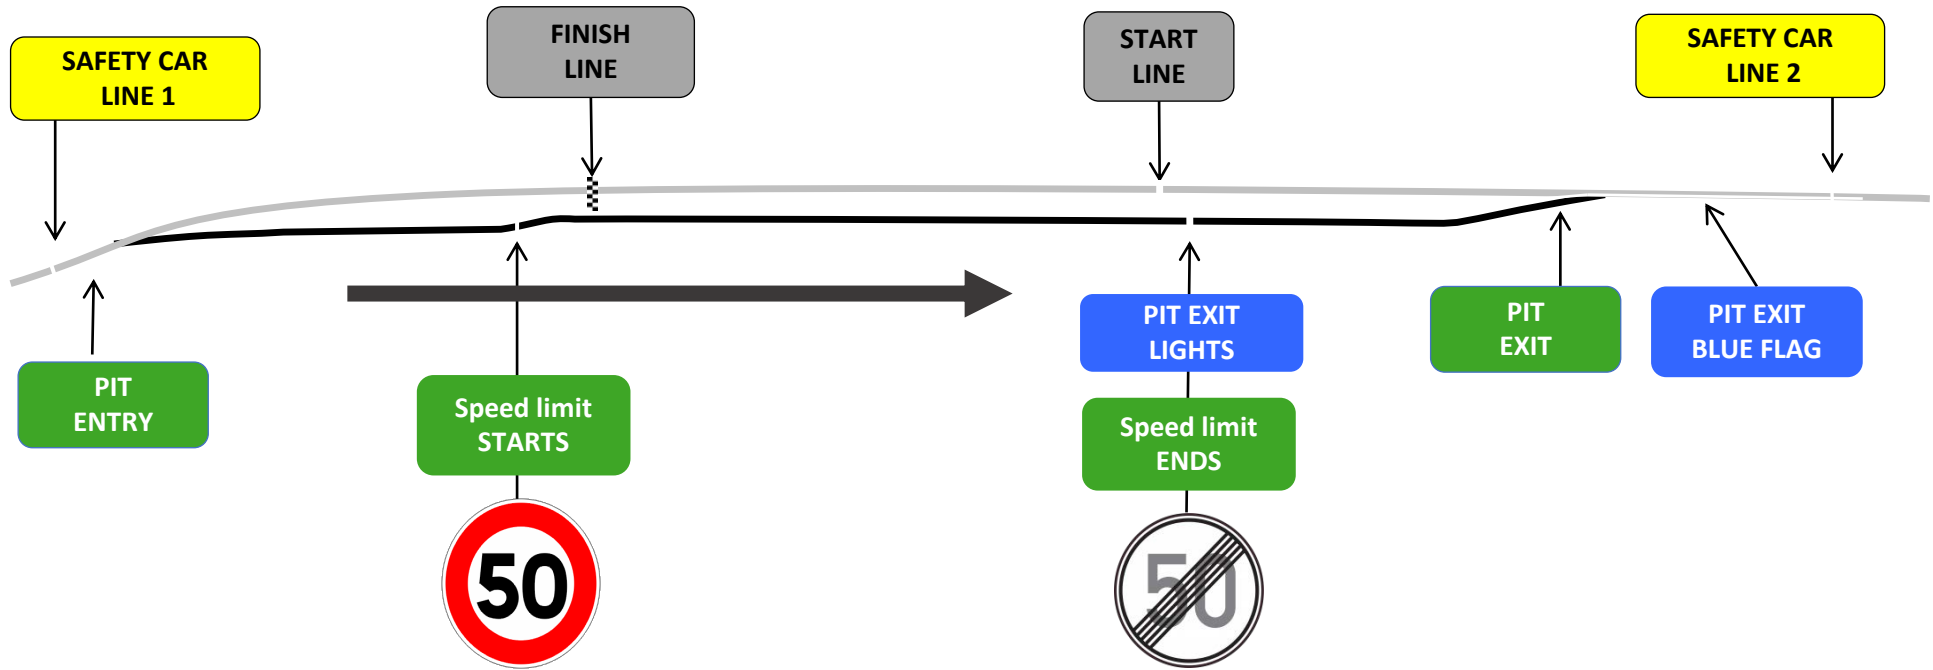 SAFETY CAR
LINE 1
FINISH
LINE
START
LINE
SAFETY CAR
LINE 2
PIT
ENTRY
Speed limit
STARTS
50
PIT EXIT
LIGHTS
Speed limit
ENDS
50
PIT
EXIT
PIT EXIT
BLUE FLAG